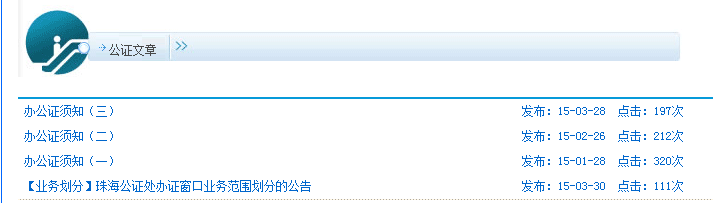 公证文章
办公证须知（三） 发布：15-03-28 点击：197次
办公证须知（二） 发布：15-02-26 点击：212次
办公证须知（一） 发布：15-01-28 点击：320次
【业务划分】珠海公证处办证窗口业务范围划分的公告 发布：15-03-30 点击：111次